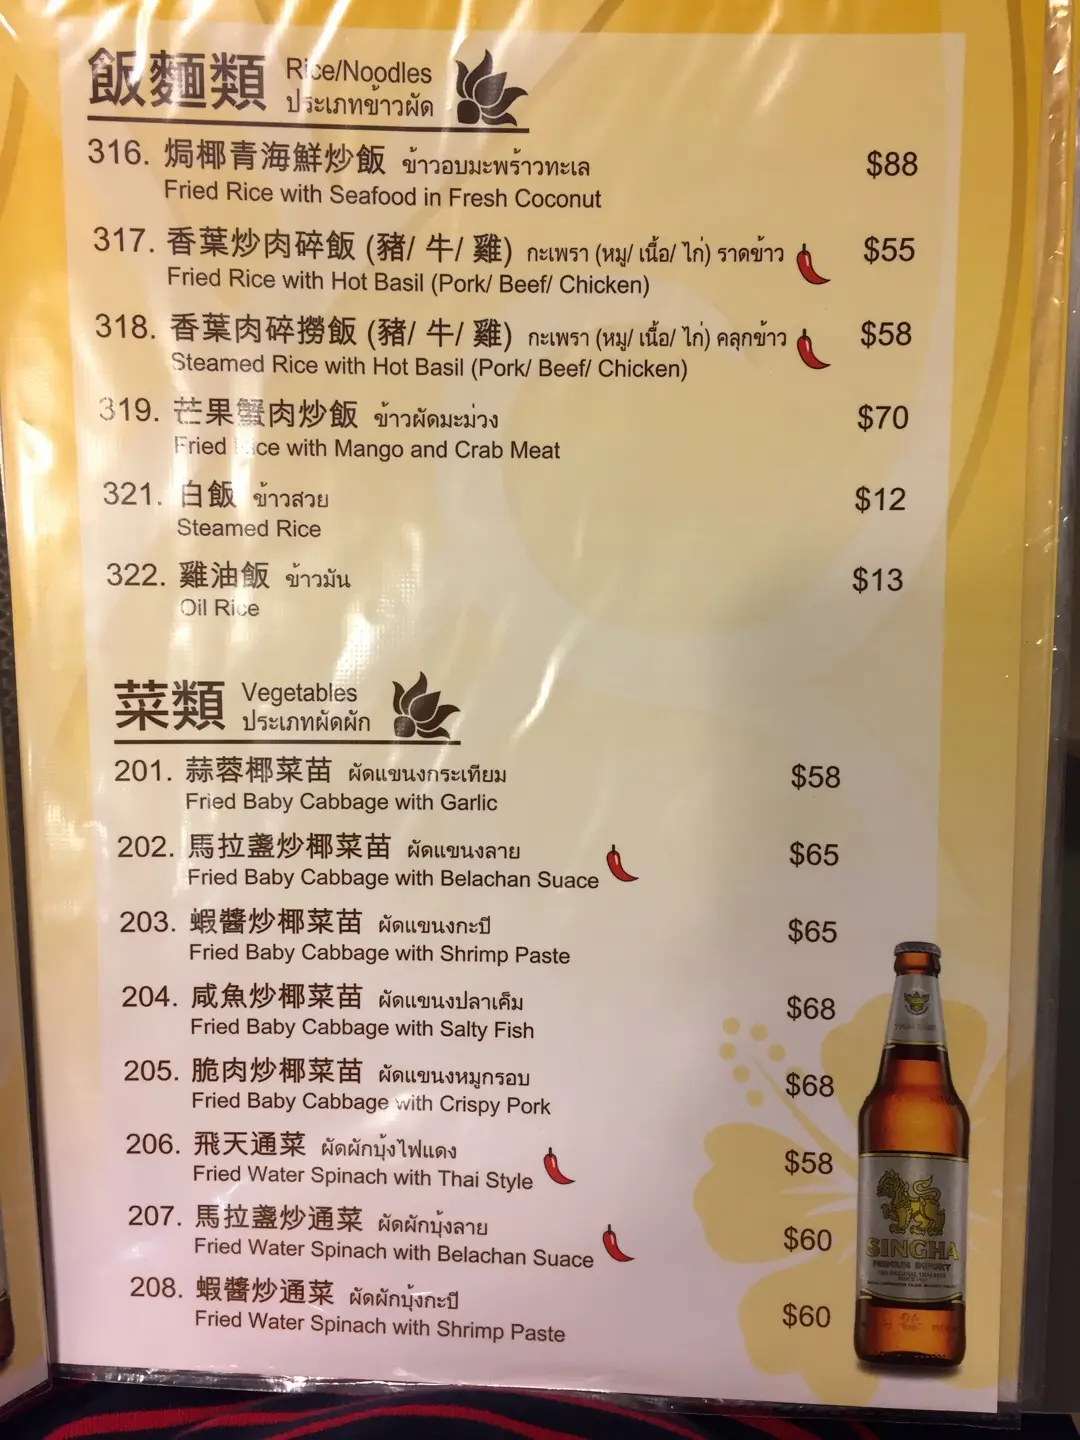 飯麵類 Rice/Noodles
ประเภทข้าวผัด
316. 焗椰青海鮮炒飯 ข้าวอบมะพร้าวทะเล $88
Fried Rice with Seafood in Fresh Coconut
317. 香葉炒肉碎飯 (豬/ 牛/ 雞) กะเพรา (หมู/ เนื้อ/ ไก่) ราดข้าว $55
Fried Rice with Hot Basil (Pork/ Beef/ Chicken)
318. 香葉肉碎撈飯 (豬/ 牛/ 雞) กะเพรา (หมู/ เนื้อ/ ไก่) คลุกข้าว $58
Steamed Rice with Hot Basil (Pork/ Beef/ Chicken)
319. 芒果蟹肉炒飯 ข้าวผัดมะม่วง $70
Fried Rice with Mango and Crab Meat
321. 白飯 ข้าวสวย $12
Steamed Rice
322. 雞油飯 ข้าวมัน $13
Oil Rice
菜類 Vegetables
ประเภทผัดผัก
201. 蒜蓉椰菜苗 ผัดแขนงกระเทียม $58
Fried Baby Cabbage with Garlic
202. 馬拉盞炒椰菜苗 ผัดแขนงลาย $65
Fried Baby Cabbage with Belachan Suace
203. 蝦醬炒椰菜苗 ผัดแขนงกะปี $65
Fried Baby Cabbage with Shrimp Paste
204. 咸魚炒椰菜苗 ผัดแขนงปลาเค็ม $68
Fried Baby Cabbage with Salty Fish
205. 脆肉炒椰菜苗 ผัดแขนงหมูกรอบ $68
Fried Baby Cabbage with Crispy Pork
206. 飛天通菜 ผัดผักบุ้งไฟแดง $58
Fried Water Spinach with Thai Style
207. 馬拉盞炒通菜 ผัดผักบุ้งลาย $60
Fried Water Spinach with Belachan Suace
208. 蝦醬炒通菜 ผัดผักบุ้งกะปี $60
Fried Water Spinach with Shrimp Paste
THAI BEER
SINGHA
PREMIUM IMPORT